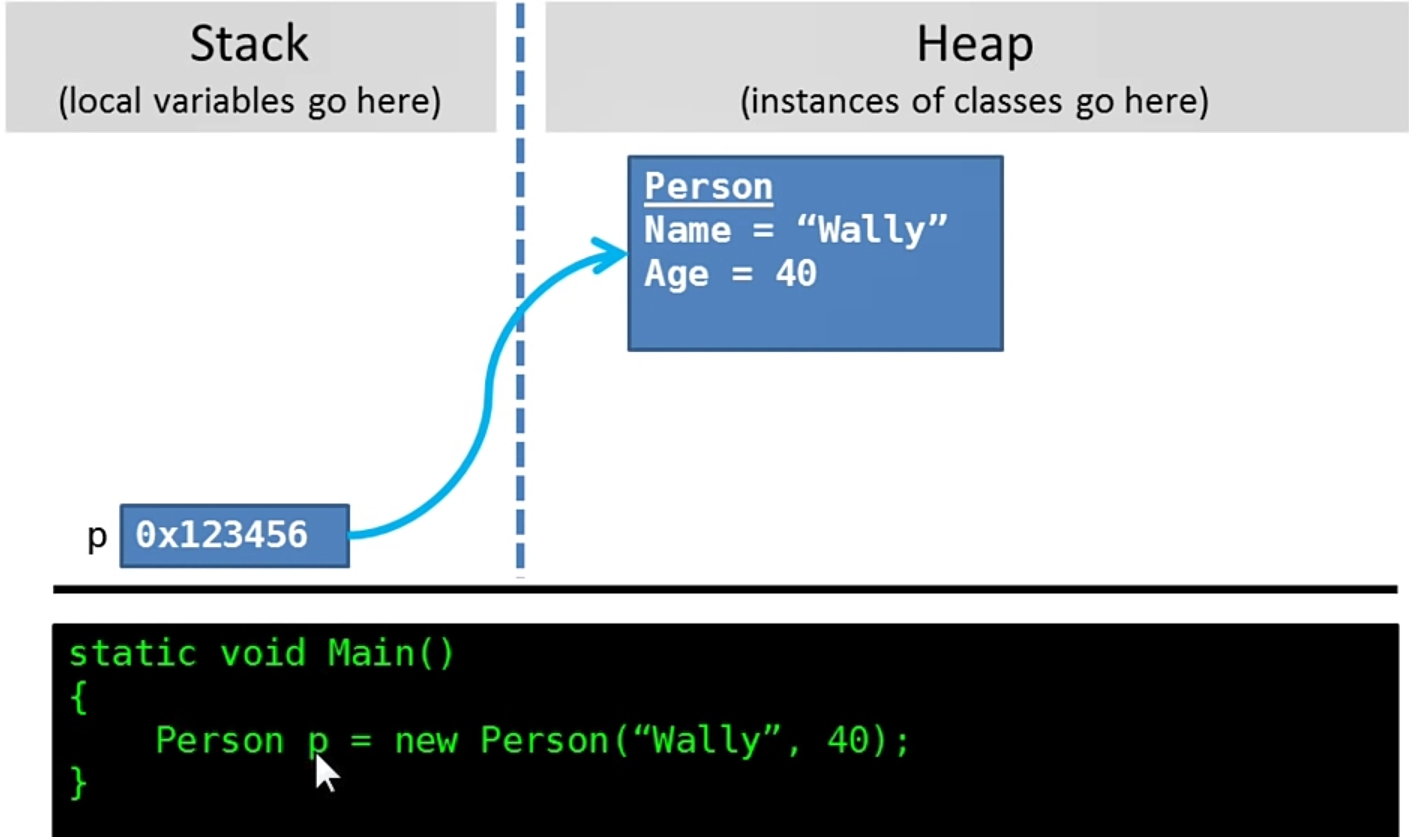 Stack
(local variables go here)
Heap
(instances of classes go here)
Person
Name = “Wally”
Age = 40
p
0x123456
static void Main()
{
    Person p = new Person(“Wally”, 40);
}